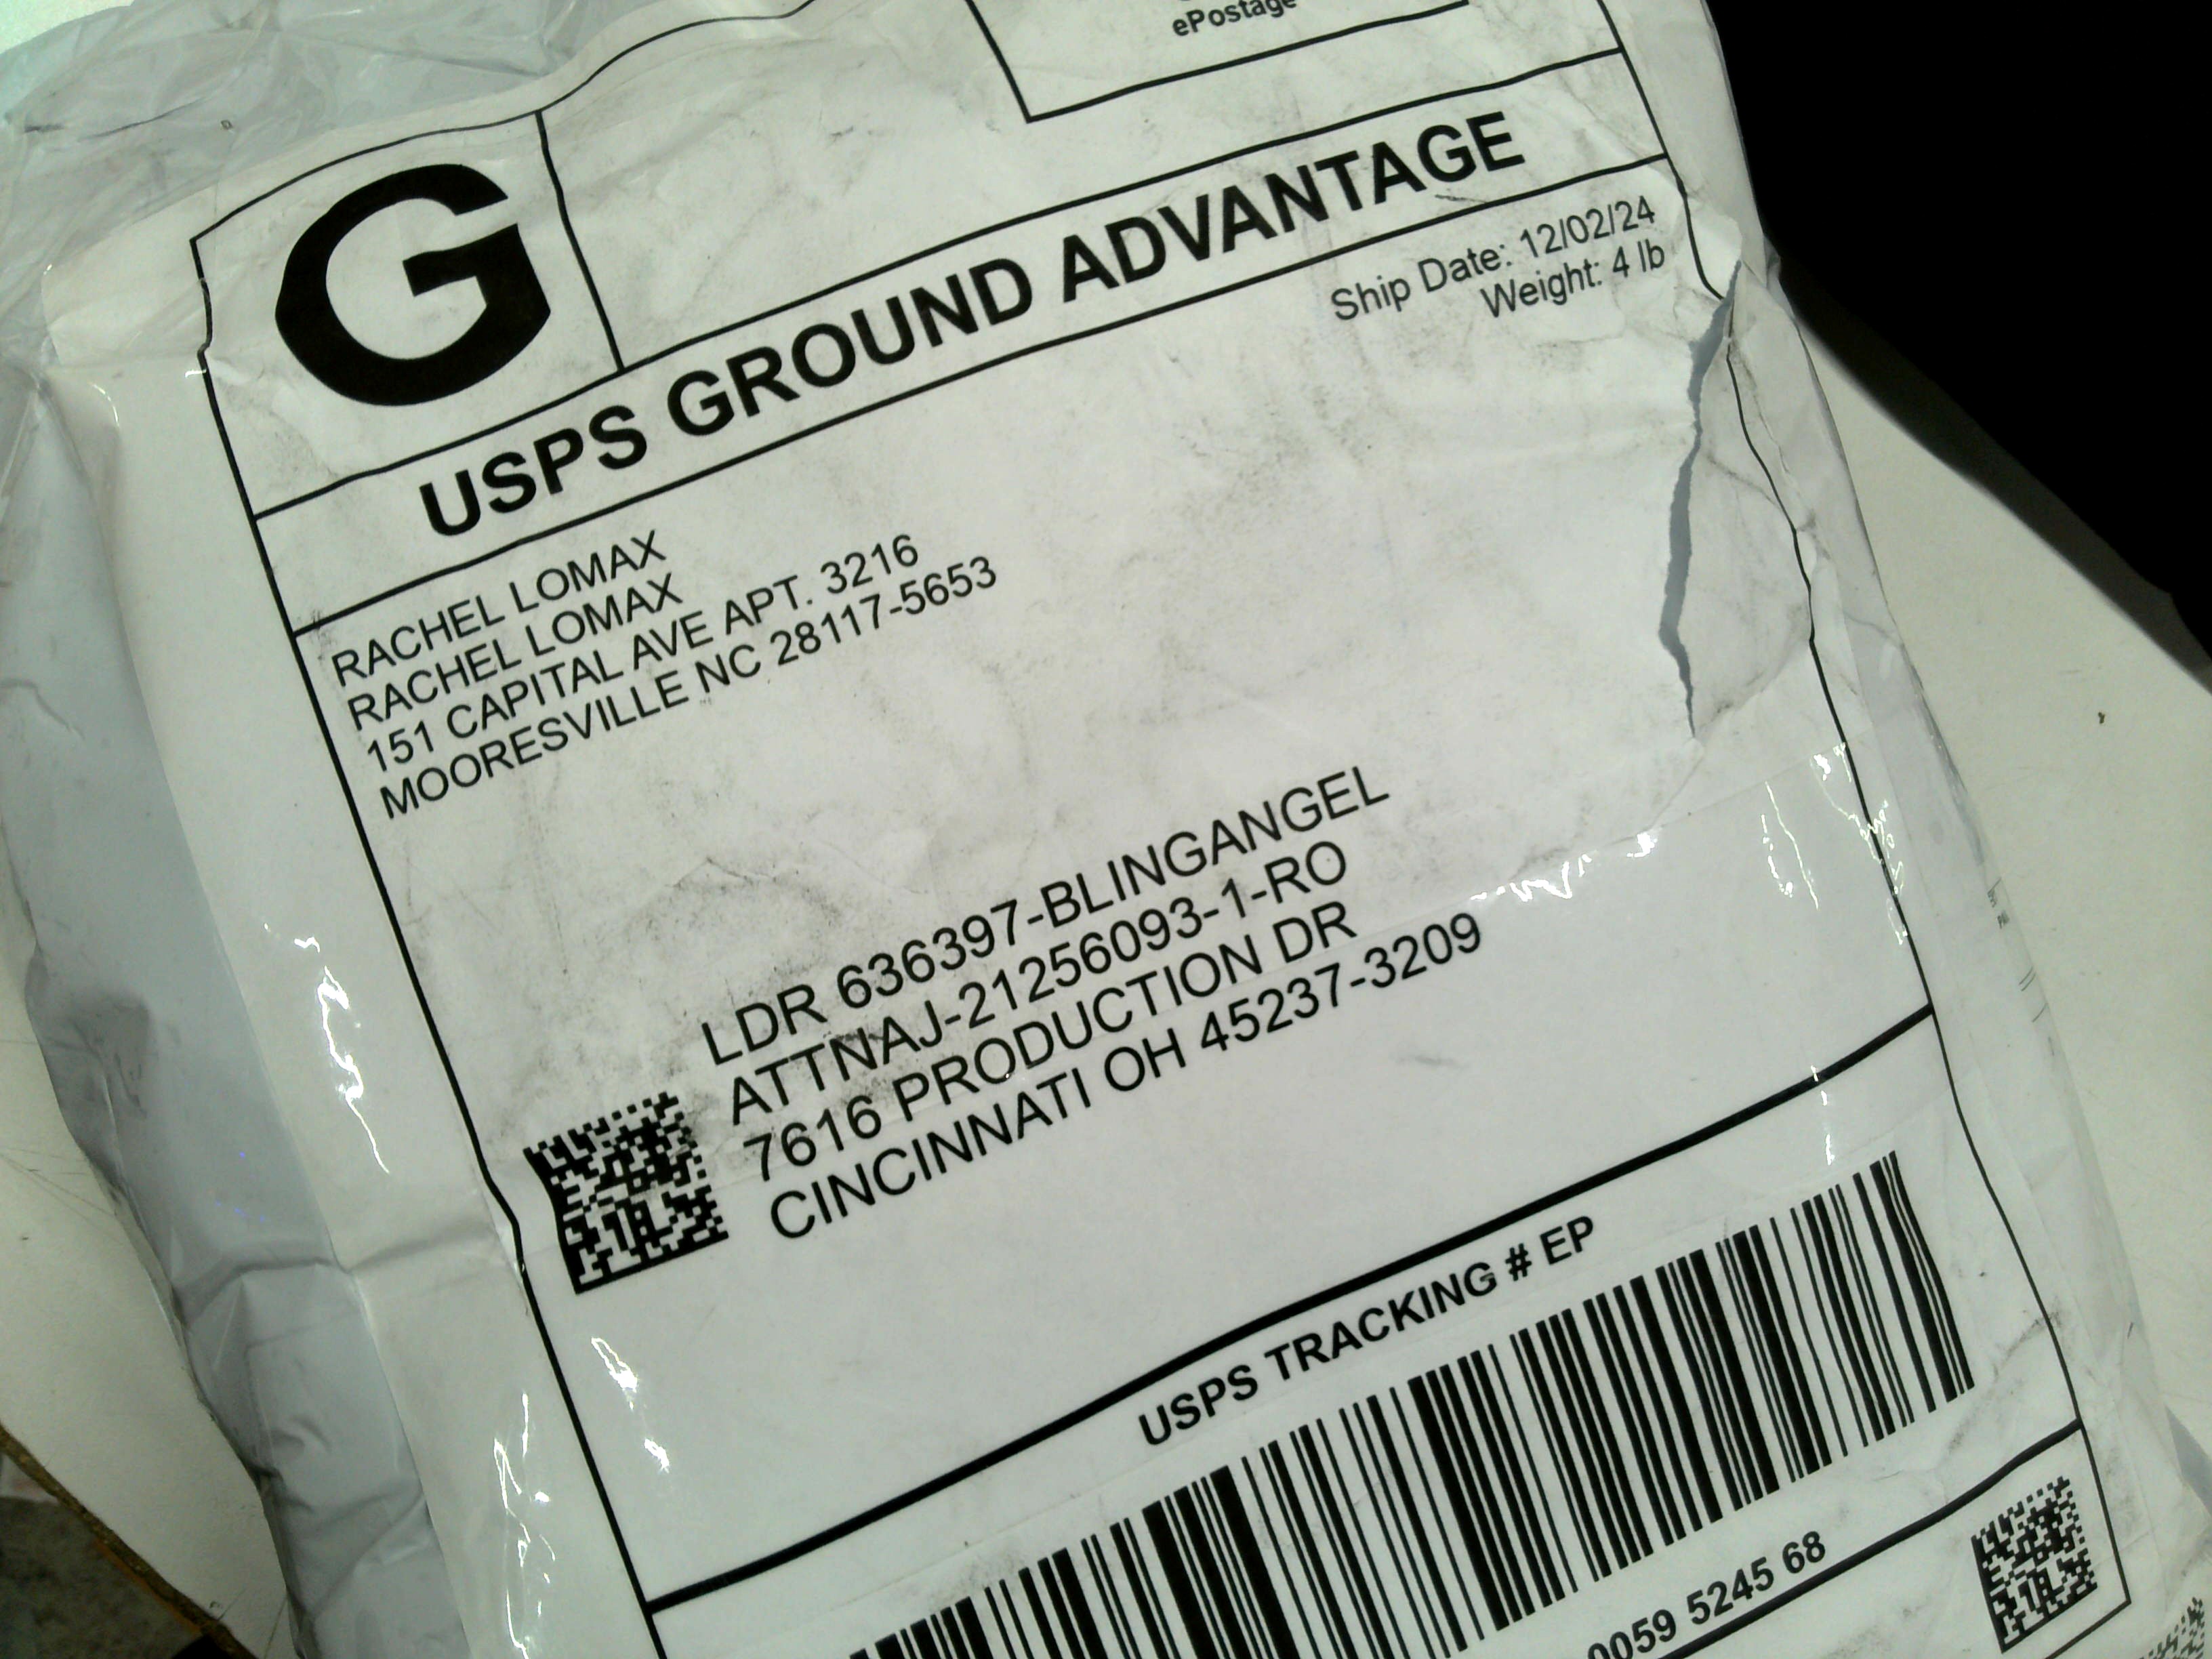 ePostage
G
USPS GROUND ADVANTAGE
Ship Date: 12/02/24
Weight: 4 lb
RACHEL LOMAX
RACHEL LOMAX
151 CAPITAL AVE APT. 3216
MOORESVILLE NC 28117-5653
LDR 636397-BLINGANGEL
ATTNAJ-21256093-1-RO
7616 PRODUCTION DR
CINCINNATI OH 45237-3209
USPS TRACKING # EP
0059 5245 68